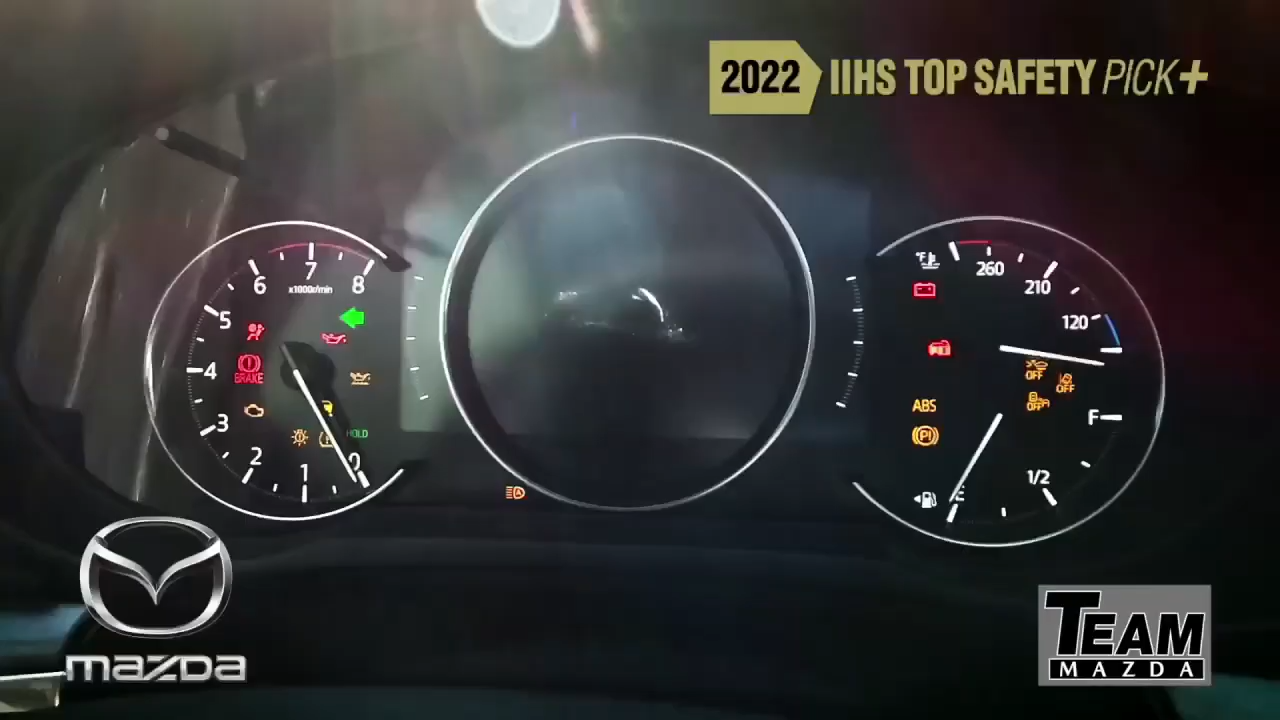 2022 IIHS TOP SAFETY PICK+
6 7 8
x1000r/min
5
4
3
2
1
0
BRAKE
HOLD
°F
260
210
120
OFF
OFF
OFF
ABS
(P!)
F
1/2
E
mazda
TEAM
MAZDA